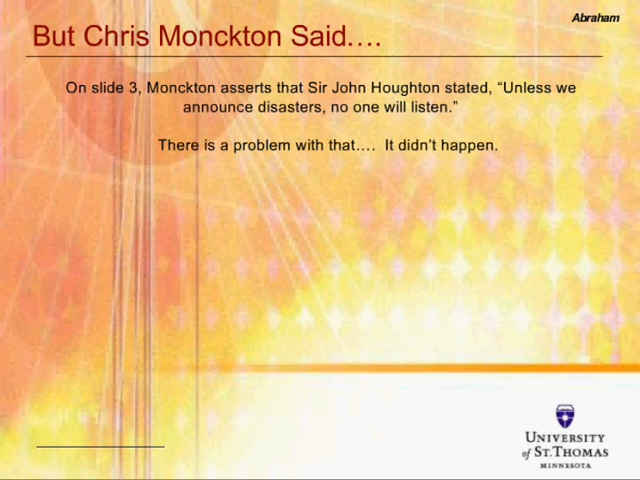 Abraham
But Chris Monckton Said….
On slide 3, Monckton asserts that Sir John Houghton stated, “Unless we
announce disasters, no one will listen.”
There is a problem with that…. It didn’t happen.
UNIVERSITY
of ST. THOMAS
MINNESOTA